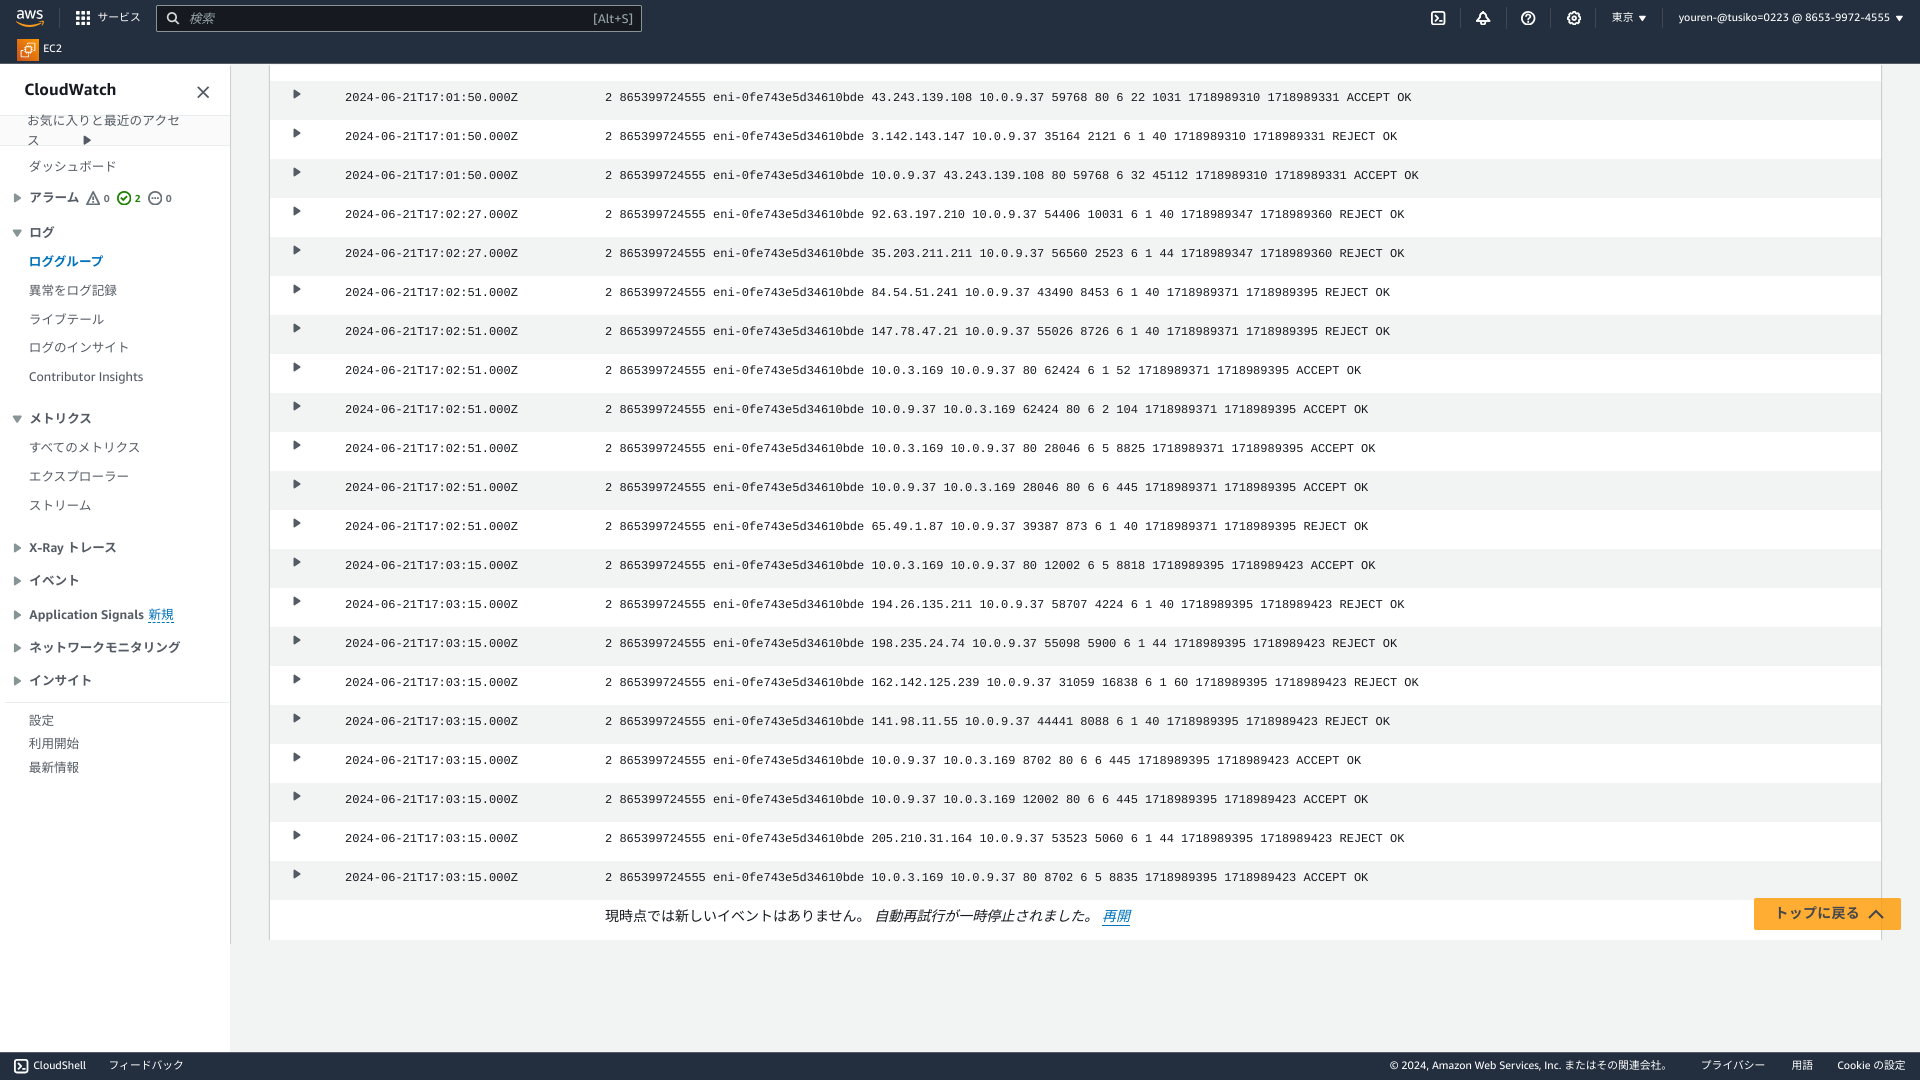 aws
サービス
検索
[Alt+S]
東京
youren-@tusiko=0223 @ 8653-9972-4555
EC2
CloudWatch
お気に入りと最近のアクセ
ス
ダッシュボード
アラーム 0 2 0
ログ
ロググループ
異常をログ記録
ライブテール
ログのインサイト
Contributor Insights
メトリクス
すべてのメトリクス
エクスプローラー
ストリーム
X-Ray トレース
イベント
Application Signals 新規
ネットワークモニタリング
インサイト
設定
利用開始
最新情報
2024-06-21T17:01:50.000Z 2 865399724555 eni-0fe743e5d34610bde 43.243.139.108 10.0.9.37 59768 80 6 22 1031 1718989310 1718989331 ACCEPT OK
2024-06-21T17:01:50.000Z 2 865399724555 eni-0fe743e5d34610bde 3.142.143.147 10.0.9.37 35164 2121 6 1 40 1718989310 1718989331 REJECT OK
2024-06-21T17:01:50.000Z 2 865399724555 eni-0fe743e5d34610bde 10.0.9.37 43.243.139.108 80 59768 6 32 45112 1718989310 1718989331 ACCEPT OK
2024-06-21T17:02:27.000Z 2 865399724555 eni-0fe743e5d34610bde 92.63.197.210 10.0.9.37 54406 10031 6 1 40 1718989347 1718989360 REJECT OK
2024-06-21T17:02:27.000Z 2 865399724555 eni-0fe743e5d34610bde 35.203.211.211 10.0.9.37 56560 2523 6 1 44 1718989347 1718989360 REJECT OK
2024-06-21T17:02:51.000Z 2 865399724555 eni-0fe743e5d34610bde 84.54.51.241 10.0.9.37 43490 8453 6 1 40 1718989371 1718989395 REJECT OK
2024-06-21T17:02:51.000Z 2 865399724555 eni-0fe743e5d34610bde 147.78.47.21 10.0.9.37 55026 8726 6 1 40 1718989371 1718989395 REJECT OK
2024-06-21T17:02:51.000Z 2 865399724555 eni-0fe743e5d34610bde 10.0.3.169 10.0.9.37 80 62424 6 1 52 1718989371 1718989395 ACCEPT OK
2024-06-21T17:02:51.000Z 2 865399724555 eni-0fe743e5d34610bde 10.0.9.37 10.0.3.169 62424 80 6 2 104 1718989371 1718989395 ACCEPT OK
2024-06-21T17:02:51.000Z 2 865399724555 eni-0fe743e5d34610bde 10.0.3.169 10.0.9.37 80 28046 6 5 8825 1718989371 1718989395 ACCEPT OK
2024-06-21T17:02:51.000Z 2 865399724555 eni-0fe743e5d34610bde 10.0.9.37 10.0.3.169 28046 80 6 6 445 1718989371 1718989395 ACCEPT OK
2024-06-21T17:02:51.000Z 2 865399724555 eni-0fe743e5d34610bde 65.49.1.87 10.0.9.37 39387 873 6 1 40 1718989371 1718989395 REJECT OK
2024-06-21T17:03:15.000Z 2 865399724555 eni-0fe743e5d34610bde 10.0.3.169 10.0.9.37 80 12002 6 5 8818 1718989395 1718989423 ACCEPT OK
2024-06-21T17:03:15.000Z 2 865399724555 eni-0fe743e5d34610bde 194.26.135.211 10.0.9.37 58707 4224 6 1 40 1718989395 1718989423 REJECT OK
2024-06-21T17:03:15.000Z 2 865399724555 eni-0fe743e5d34610bde 198.235.24.74 10.0.9.37 55098 5900 6 1 44 1718989395 1718989423 REJECT OK
2024-06-21T17:03:15.000Z 2 865399724555 eni-0fe743e5d34610bde 162.142.125.239 10.0.9.37 31059 16838 6 1 60 1718989395 1718989423 REJECT OK
2024-06-21T17:03:15.000Z 2 865399724555 eni-0fe743e5d34610bde 141.98.11.55 10.0.9.37 44441 8088 6 1 40 1718989395 1718989423 REJECT OK
2024-06-21T17:03:15.000Z 2 865399724555 eni-0fe743e5d34610bde 10.0.9.37 10.0.3.169 8702 80 6 6 445 1718989395 1718989423 ACCEPT OK
2024-06-21T17:03:15.000Z 2 865399724555 eni-0fe743e5d34610bde 10.0.9.37 10.0.3.169 12002 80 6 6 445 1718989395 1718989423 ACCEPT OK
2024-06-21T17:03:15.000Z 2 865399724555 eni-0fe743e5d34610bde 205.210.31.164 10.0.9.37 53523 5060 6 1 44 1718989395 1718989423 REJECT OK
2024-06-21T17:03:15.000Z 2 865399724555 eni-0fe743e5d34610bde 10.0.3.169 10.0.9.37 80 8702 6 5 8835 1718989395 1718989423 ACCEPT OK
現時点では新しいイベントはありません。 自動再試行が一時停止されました。 再開
トップに戻る
CloudShell フィードバック
© 2024, Amazon Web Services, Inc. またはその関連会社。 プライバシー 用語 Cookie の設定